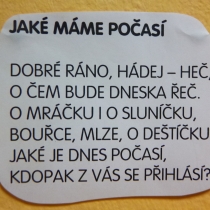 JAKÉ MÁME POČASÍ
DOBRÉ RÁNO, HÁDEJ – HEČ,
O ČEM BUDE DNESKA ŘEČ.
O MRÁČKU I O SLUNÍČKU,
BOUŘCE, MLZE, O DEŠTÍČKU
JAKÉ JE DNES POČASÍ,
KDOPAK Z VÁS SE PŘIHLÁSÍ?